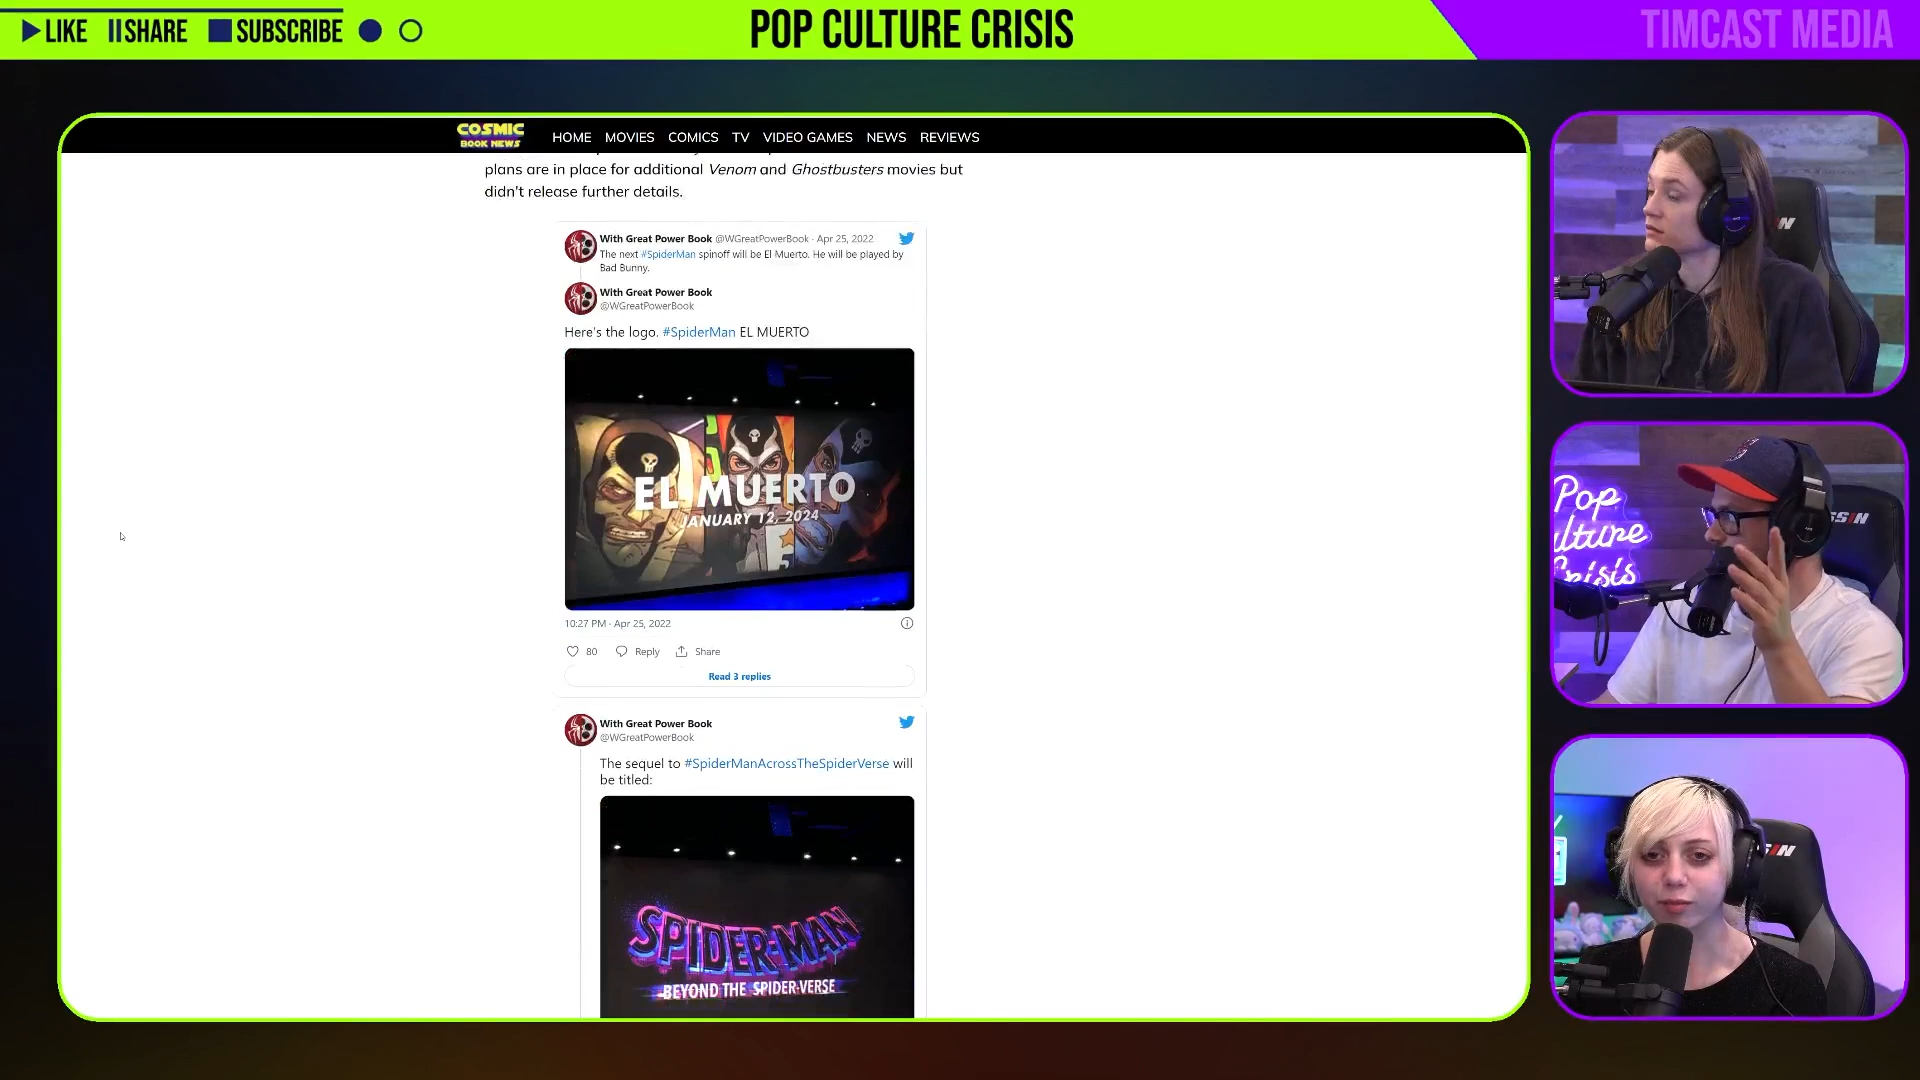 LIKE SHARE SUBSCRIBE
POP CULTURE CRISIS
TIMCAST MEDIA
COSMIC
BOOK NEWS
HOME MOVIES COMICS TV VIDEO GAMES NEWS REVIEWS
plans are in place for additional Venom and Ghostbusters movies but
didn't release further details.
With Great Power Book @WGreatPowerBook · Apr 25, 2022
The next #SpiderMan spinoff will be El Muerto. He will be played by
Bad Bunny.
With Great Power Book
@WGreatPowerBook
Here's the logo. #SpiderMan EL MUERTO
EL MUERTO
JANUARY 12, 2024
10:27 PM · Apr 25, 2022
80 Reply Share
Read 3 replies
With Great Power Book
@WGreatPowerBook
The sequel to #SpiderManAcrossTheSpiderVerse will
be titled:
SPIDER-MAN
BEYOND THE SPIDER-VERSE
Pop
ulture
Crisis